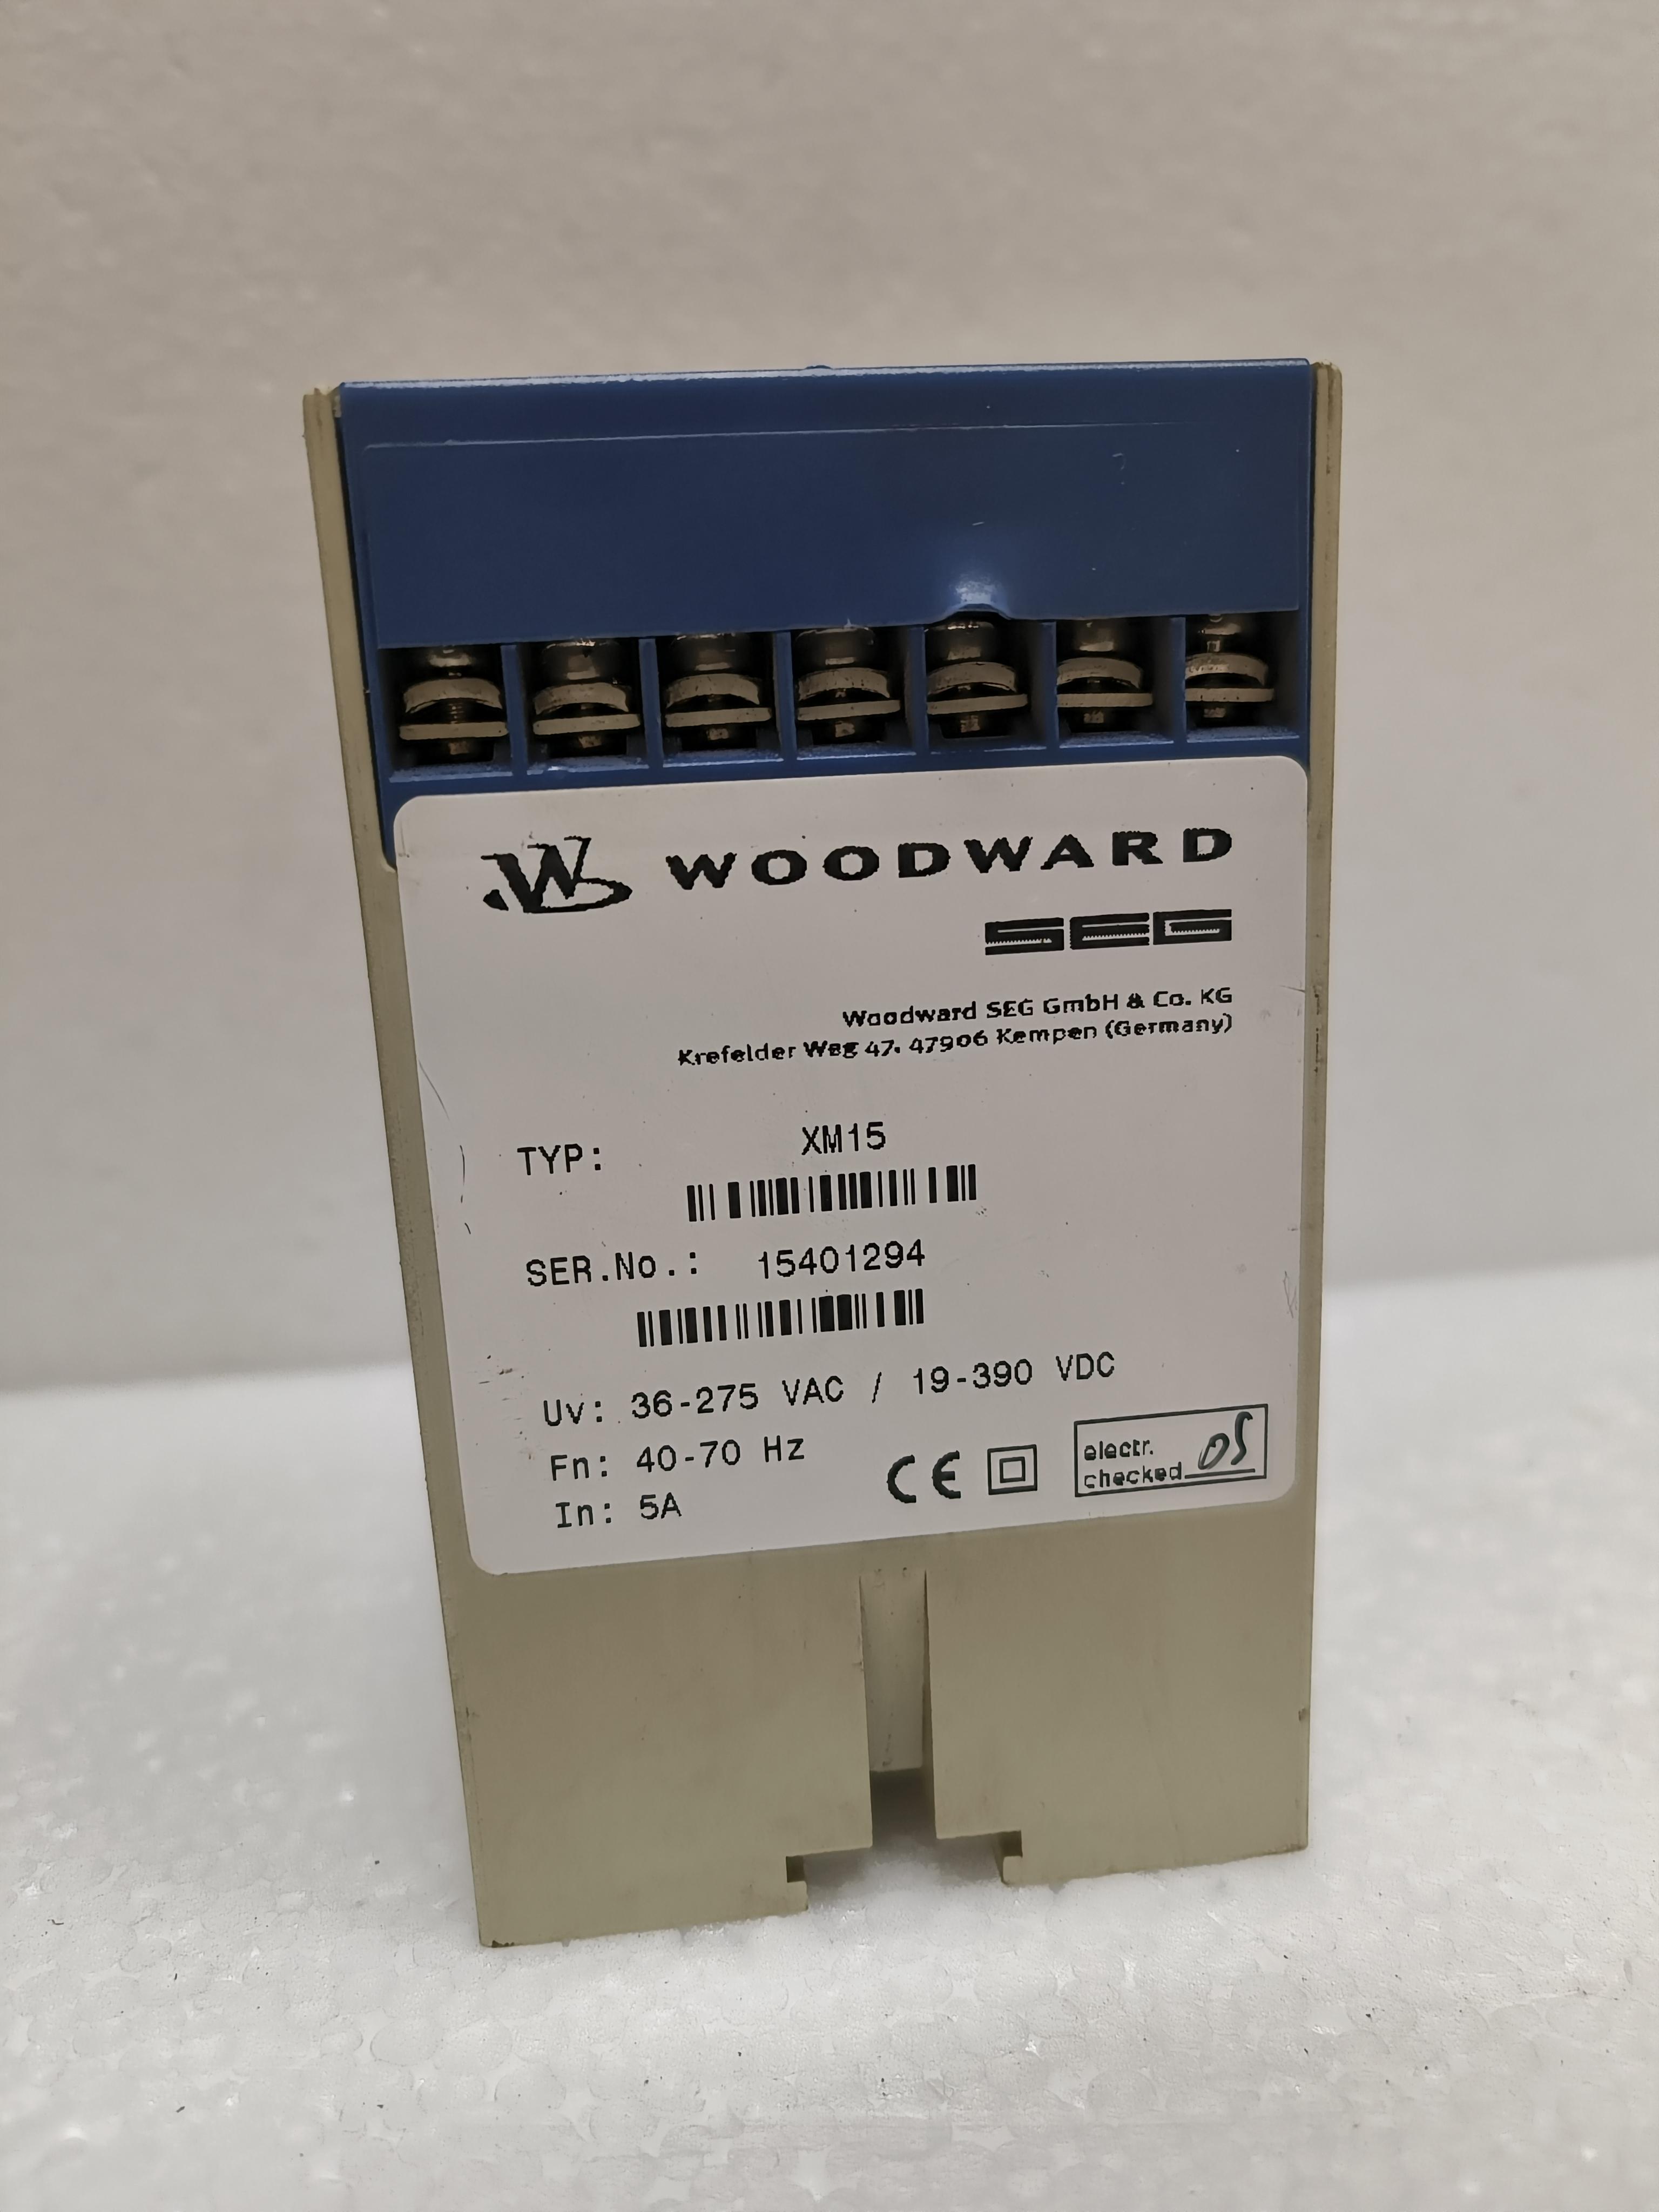 WOODWARD
SEG
Woodward SEG GmbH & Co. KG
Krefelder Weg 47. 47906 Kempen (Germany)
TYP: XM15
SER.No.: 15401294
Uv: 36-275 VAC / 19-390 VDC
Fn: 40-70 Hz
In: 5A
CE
electr.
checked 05